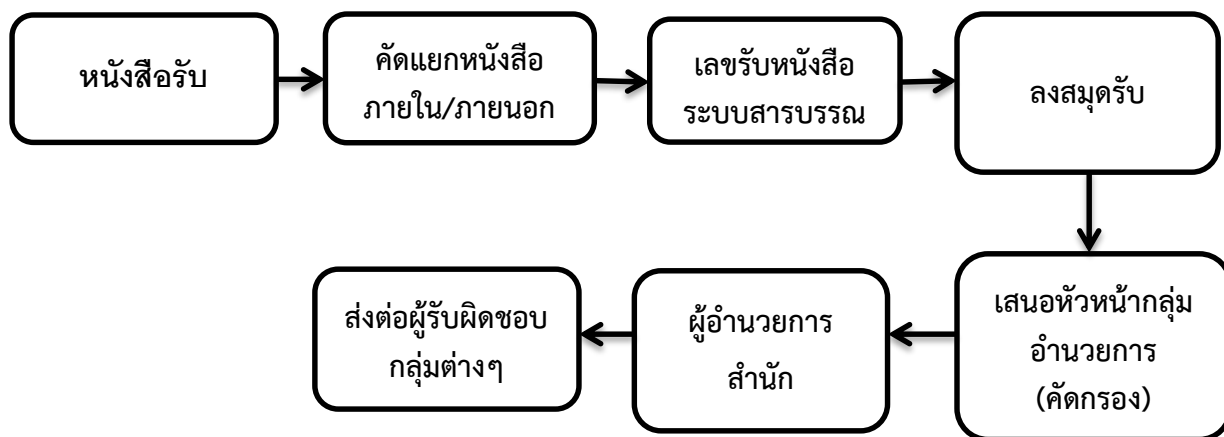 หนังสือรับ
คัดแยกหนังสือ
ภายใน/ภายนอก
เลขรับหนังสือ
ระบบสารบรรณ
ลงสมุดรับ
เสนอหัวหน้ากลุ่ม
อำนวยการ
(คัดกรอง)
ผู้อำนวยการ
สำนัก
ส่งต่อผู้รับผิดชอบ
กลุ่มต่างๆ